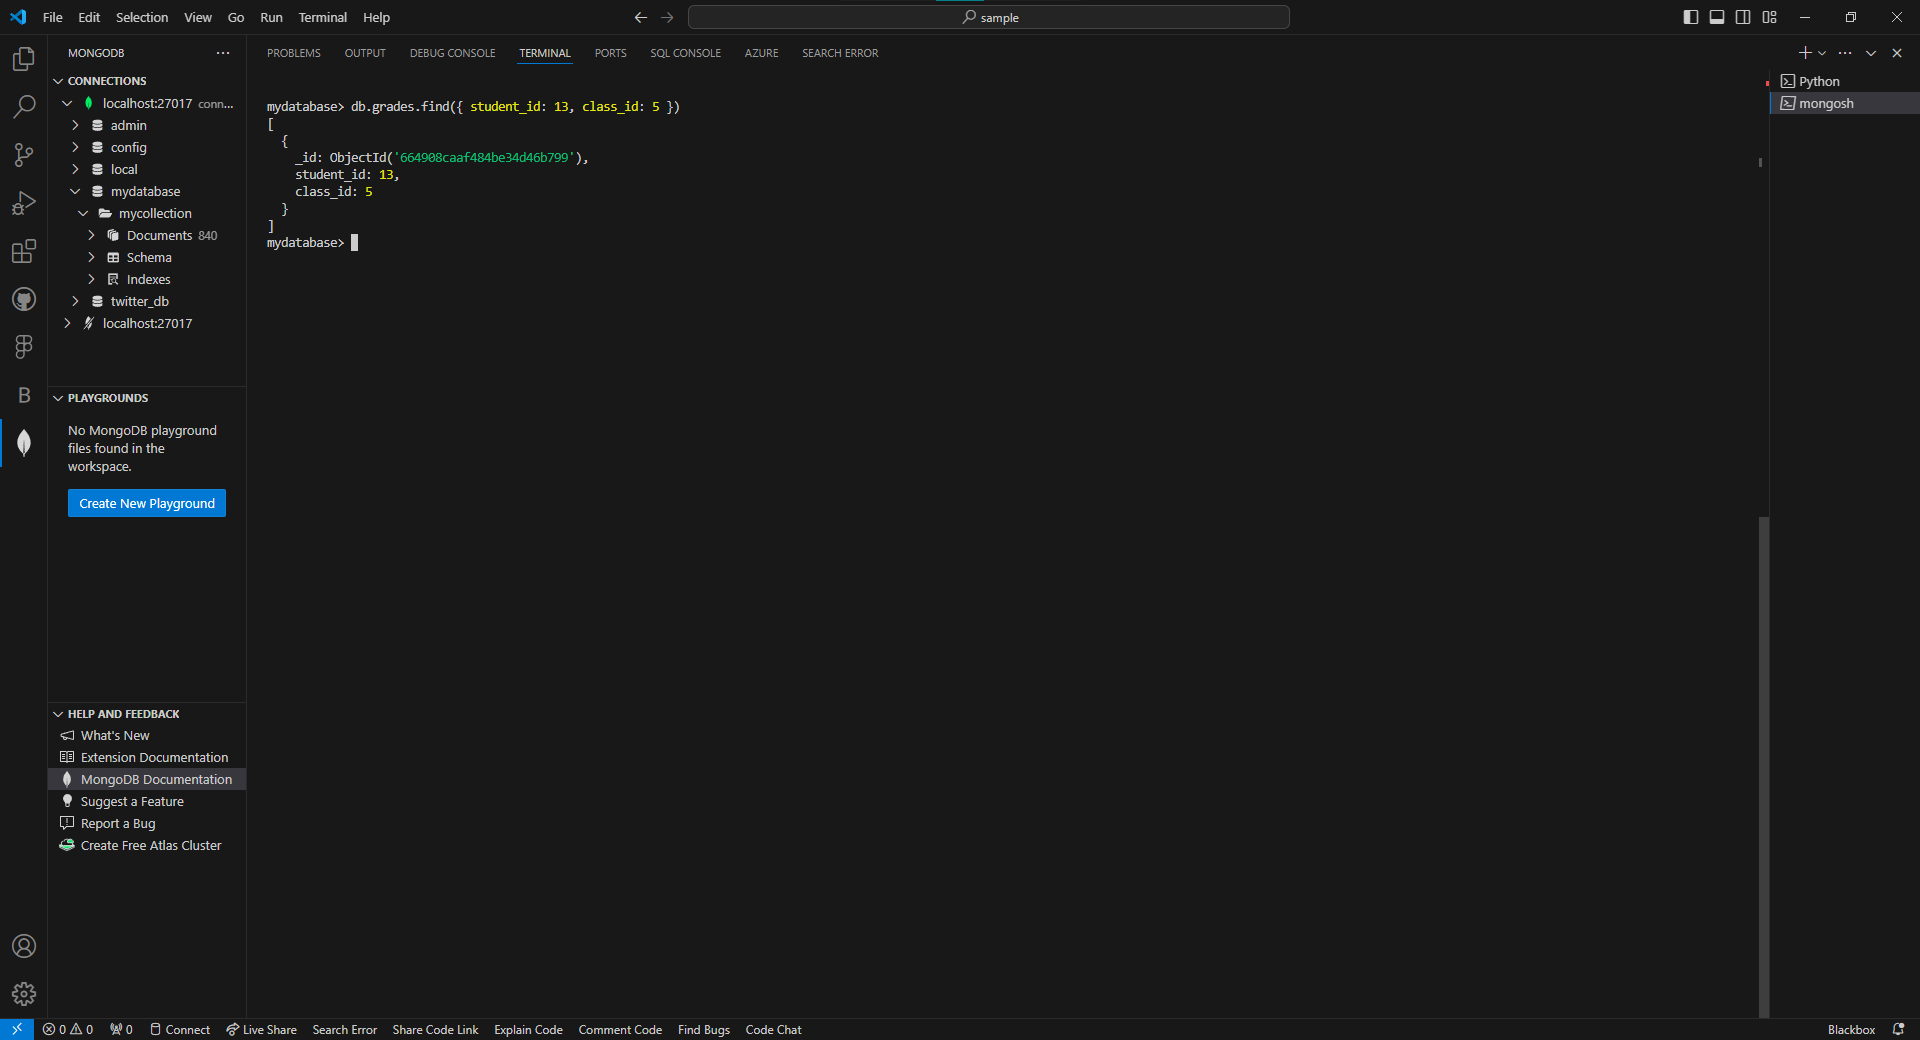 File Edit Selection View Go Run Terminal Help
sample
MONGODB
CONNECTIONS
localhost:27017 conn...
admin
config
local
mydatabase
mycollection
Documents 840
Schema
Indexes
twitter_db
localhost:27017
PLAYGROUNDS
No MongoDB playground
files found in the
workspace.
Create New Playground
HELP AND FEEDBACK
What's New
Extension Documentation
MongoDB Documentation
Suggest a Feature
Report a Bug
Create Free Atlas Cluster
PROBLEMS OUTPUT DEBUG CONSOLE TERMINAL PORTS SQL CONSOLE AZURE SEARCH ERROR
mydatabase> db.grades.find({ student_id: 13, class_id: 5 })
[
{
_id: ObjectId('664908caaf484be34d46b799'),
student_id: 13,
class_id: 5
}
]
mydatabase>
Python
mongosh
0 0 0 Connect Live Share Search Error Share Code Link Explain Code Comment Code Find Bugs Code Chat Blackbox